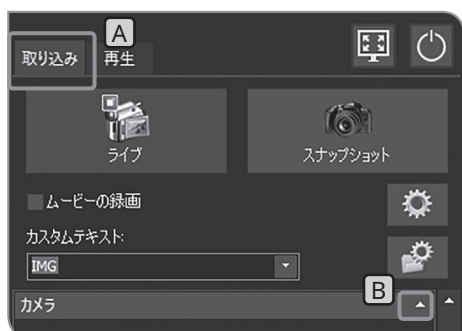 A
取り込み 再生
ライブ スナップショット
ムービーの録画
カスタムテキスト:
IMG
B
カメラ